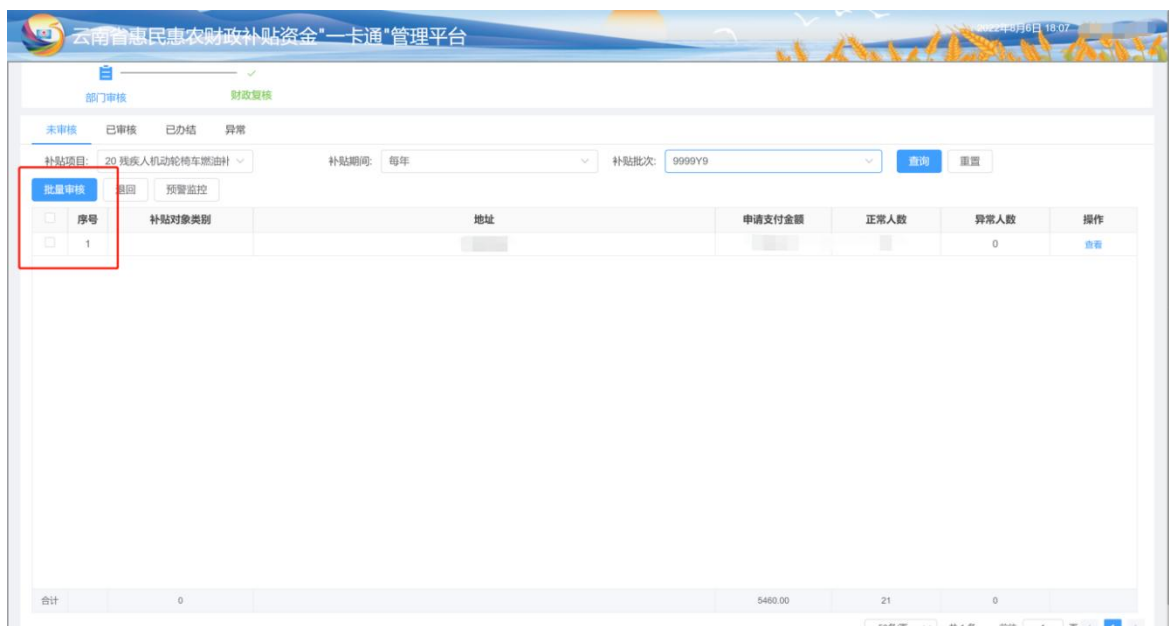 云南省惠民惠农财政补贴资金"一卡通"管理平台
2022年8月6日 18:07
部门审核 财政复核
未审核 已审核 已办结 异常
补贴项目: 20 残疾人机动轮椅车燃油补 补贴期间: 每年 补贴批次: 9999Y9 查询 重置
批量审核 退回 预警监控
序号 补贴对象类别 地址 申请支付金额 正常人数 异常人数 操作
1 0 查看
合计 0 5460.00 21 0